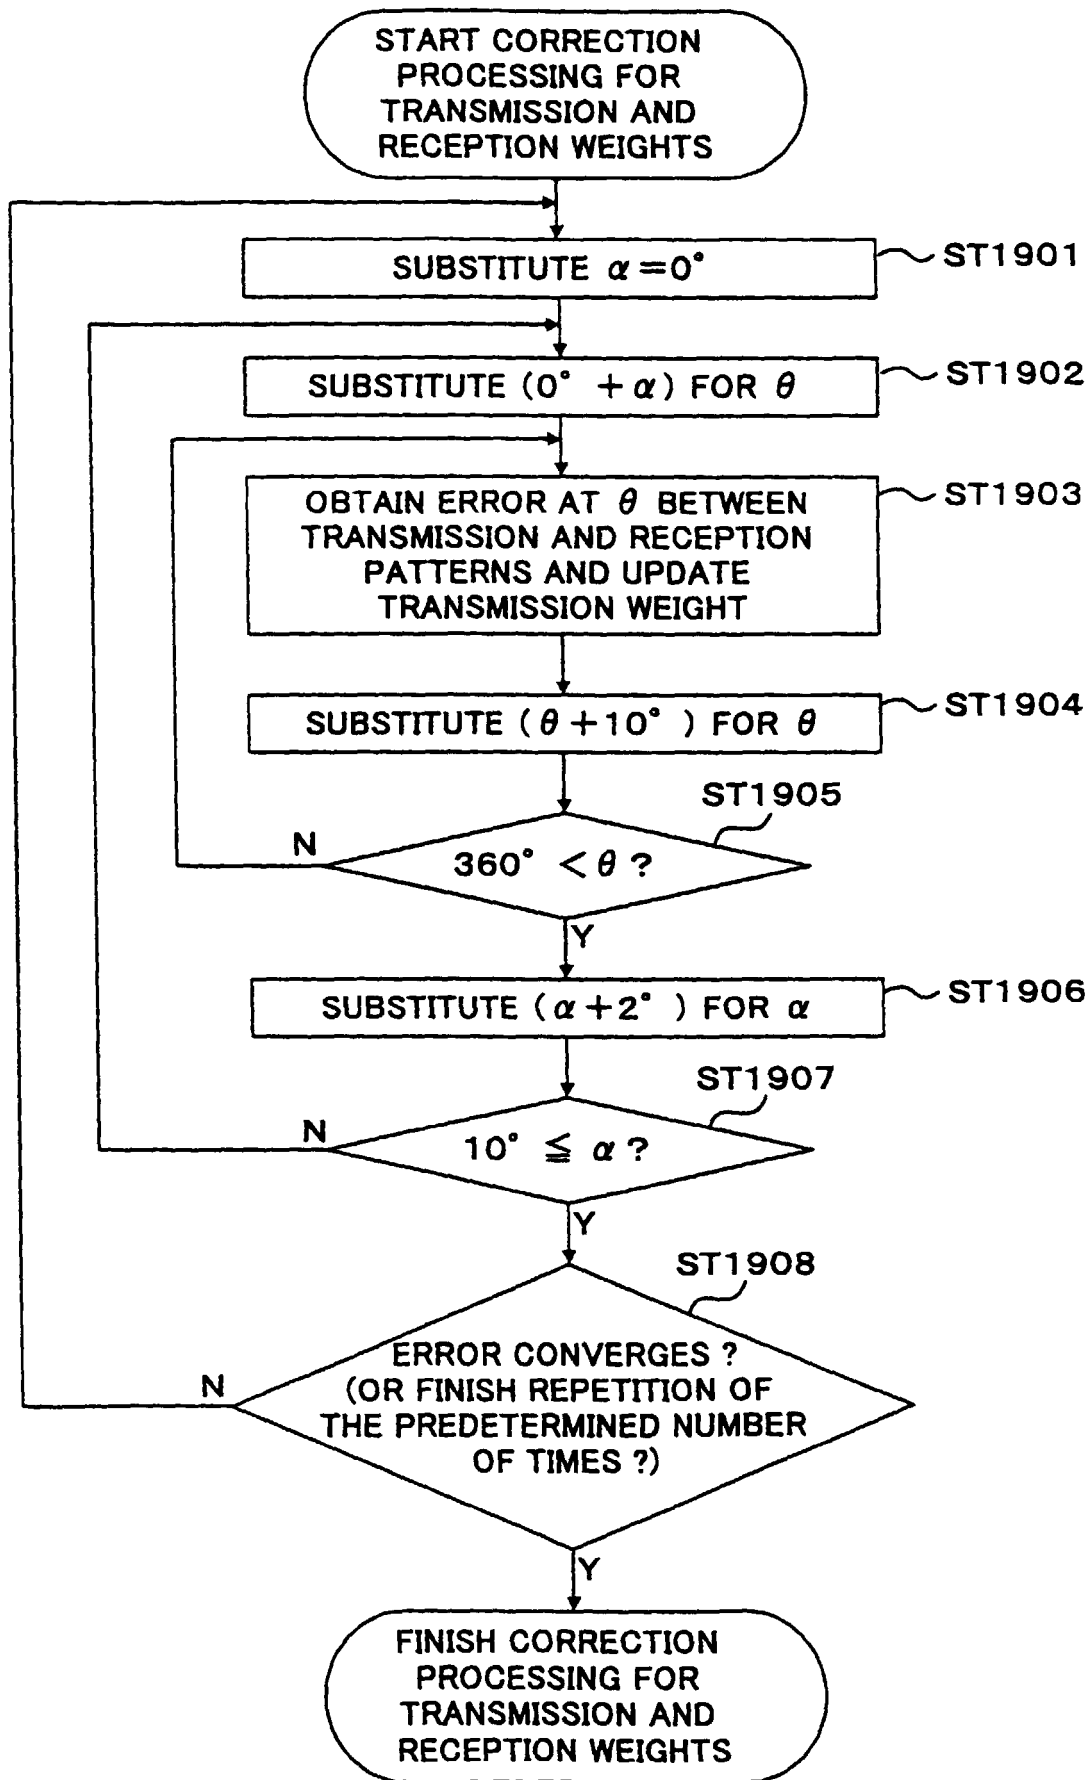 START CORRECTION
PROCESSING FOR
TRANSMISSION AND
RECEPTION WEIGHTS
SUBSTITUTE α=0°
ST1901
SUBSTITUTE (0° +α) FOR θ
ST1902
OBTAIN ERROR AT θ BETWEEN
TRANSMISSION AND RECEPTION
PATTERNS AND UPDATE
TRANSMISSION WEIGHT
ST1903
SUBSTITUTE (θ+10° ) FOR θ
ST1904
ST1905
N
360° <θ ?
Y
SUBSTITUTE (α+2° ) FOR α
ST1906
ST1907
N
10° ≦ α ?
Y
ST1908
N
ERROR CONVERGES ?
(OR FINISH REPETITION OF
THE PREDETERMINED NUMBER
OF TIMES ?)
Y
FINISH CORRECTION
PROCESSING FOR
TRANSMISSION AND
RECEPTION WEIGHTS